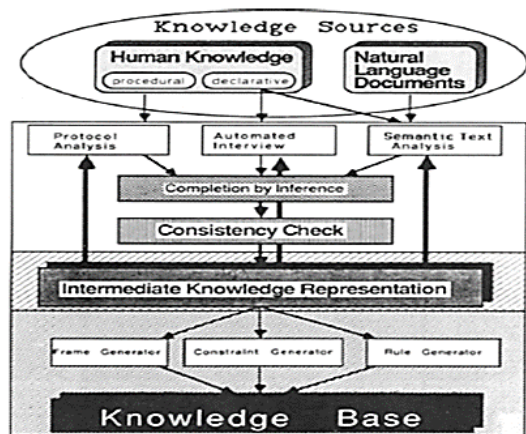 Knowledge Sources
Human Knowledge
procedural declarative
Natural
Language
Documents
Protocol
Analysis
Automated
Interview
Semantic Text
Analysis
Completion by Inference
Consistency Check
Intermediate Knowledge Representation
Frame Generator
Constraint Generator
Rule Generator
Knowledge Base